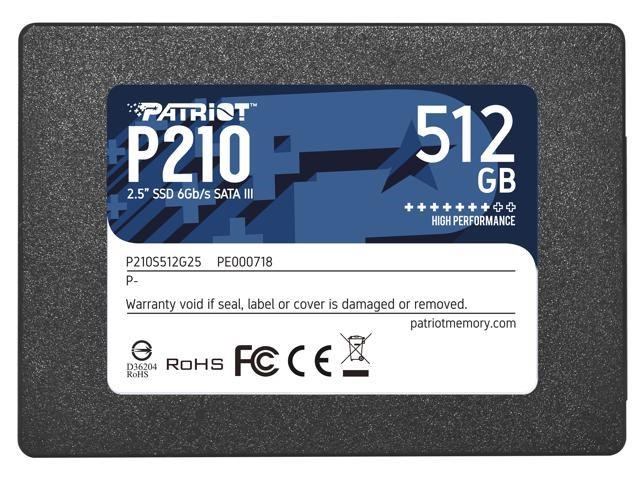 PATRIOT™
P210
2.5" SSD 6Gb/s SATA III
512
GB
HIGH PERFORMANCE
P210S512G25 PE000718
P-
Warranty void if seal, label or cover is damaged or removed.
patriotmemory.com
D36204
RoHS
RoHS FC CE